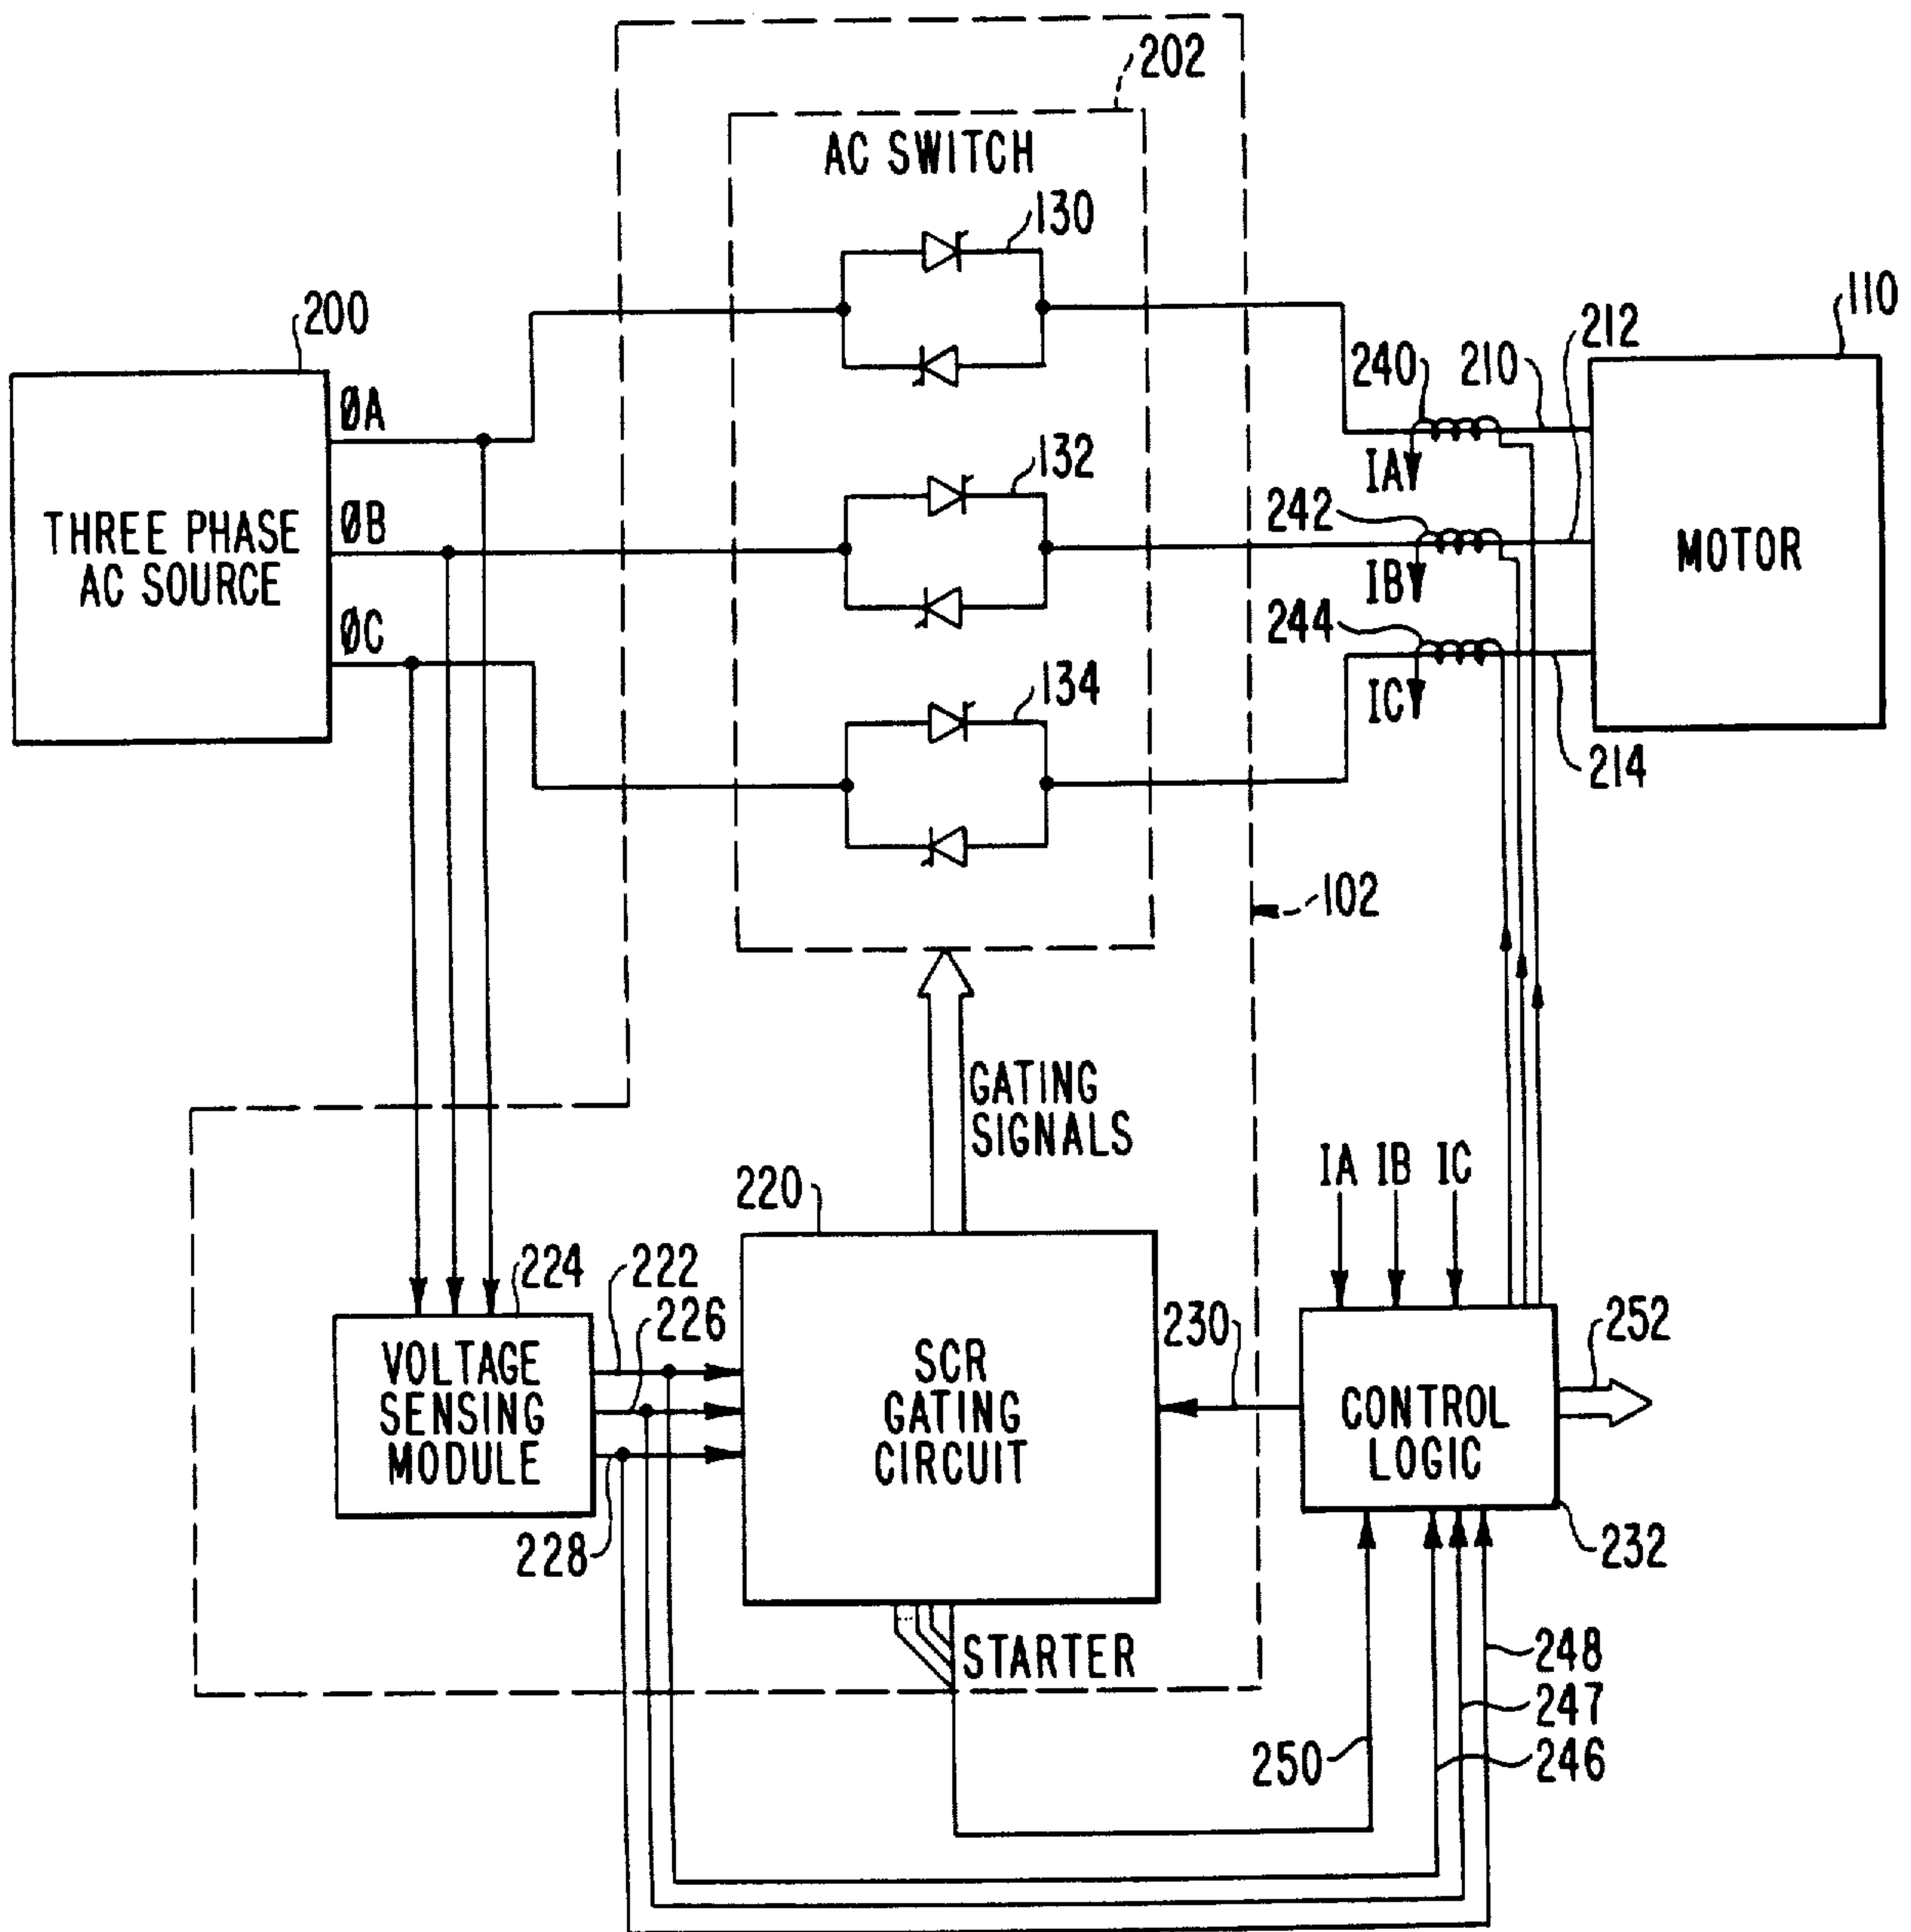 202
AC SWITCH
130
200
110
212
ØA
240
210
132
IA
ØB
242
THREE PHASE
AC SOURCE
MOTOR
IB
ØC
244
134
IC
214
102
GATING
SIGNALS
IA IB IC
220
224
222
226
230
252
VOLTAGE
SENSING
MODULE
SCR
GATING
CIRCUIT
CONTROL
LOGIC
228
232
STARTER
248
247
250
246